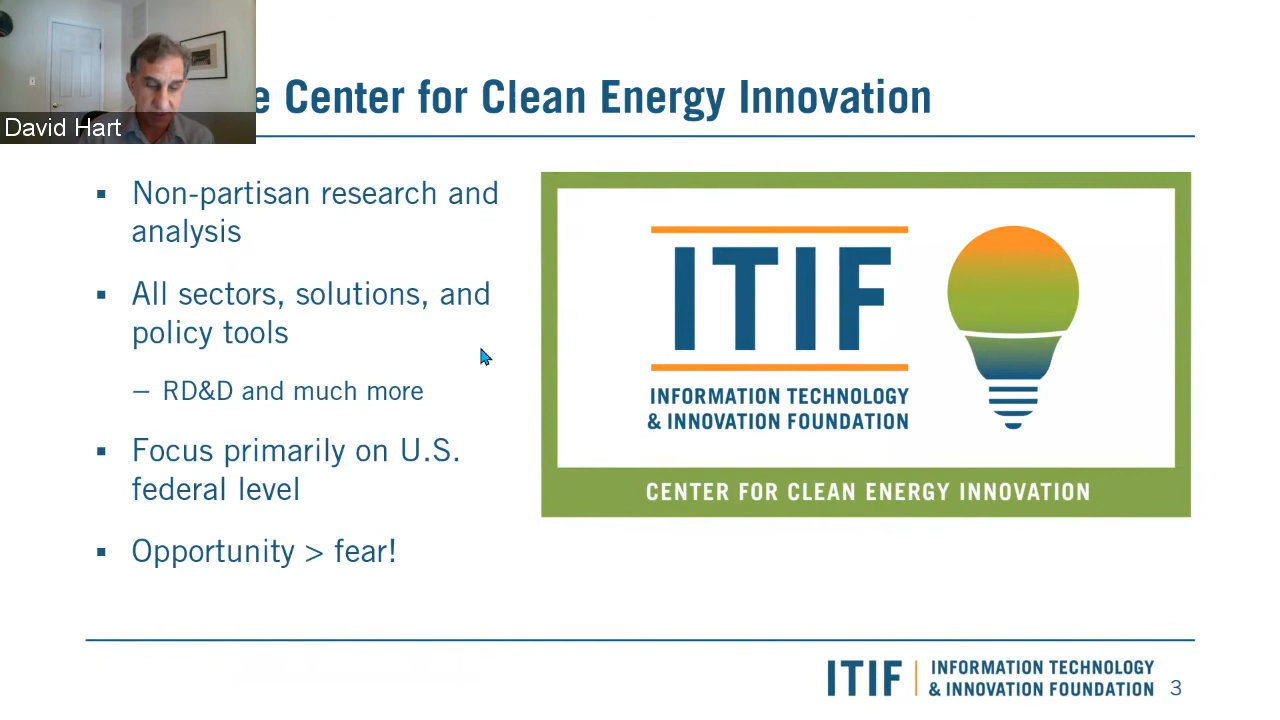 David Hart
e Center for Clean Energy Innovation
▪ Non-partisan research and
analysis
▪ All sectors, solutions, and
policy tools
– RD&D and much more
▪ Focus primarily on U.S.
federal level
▪ Opportunity > fear!
ITIF
INFORMATION TECHNOLOGY
& INNOVATION FOUNDATION
CENTER FOR CLEAN ENERGY INNOVATION
ITIF | INFORMATION TECHNOLOGY
& INNOVATION FOUNDATION
3